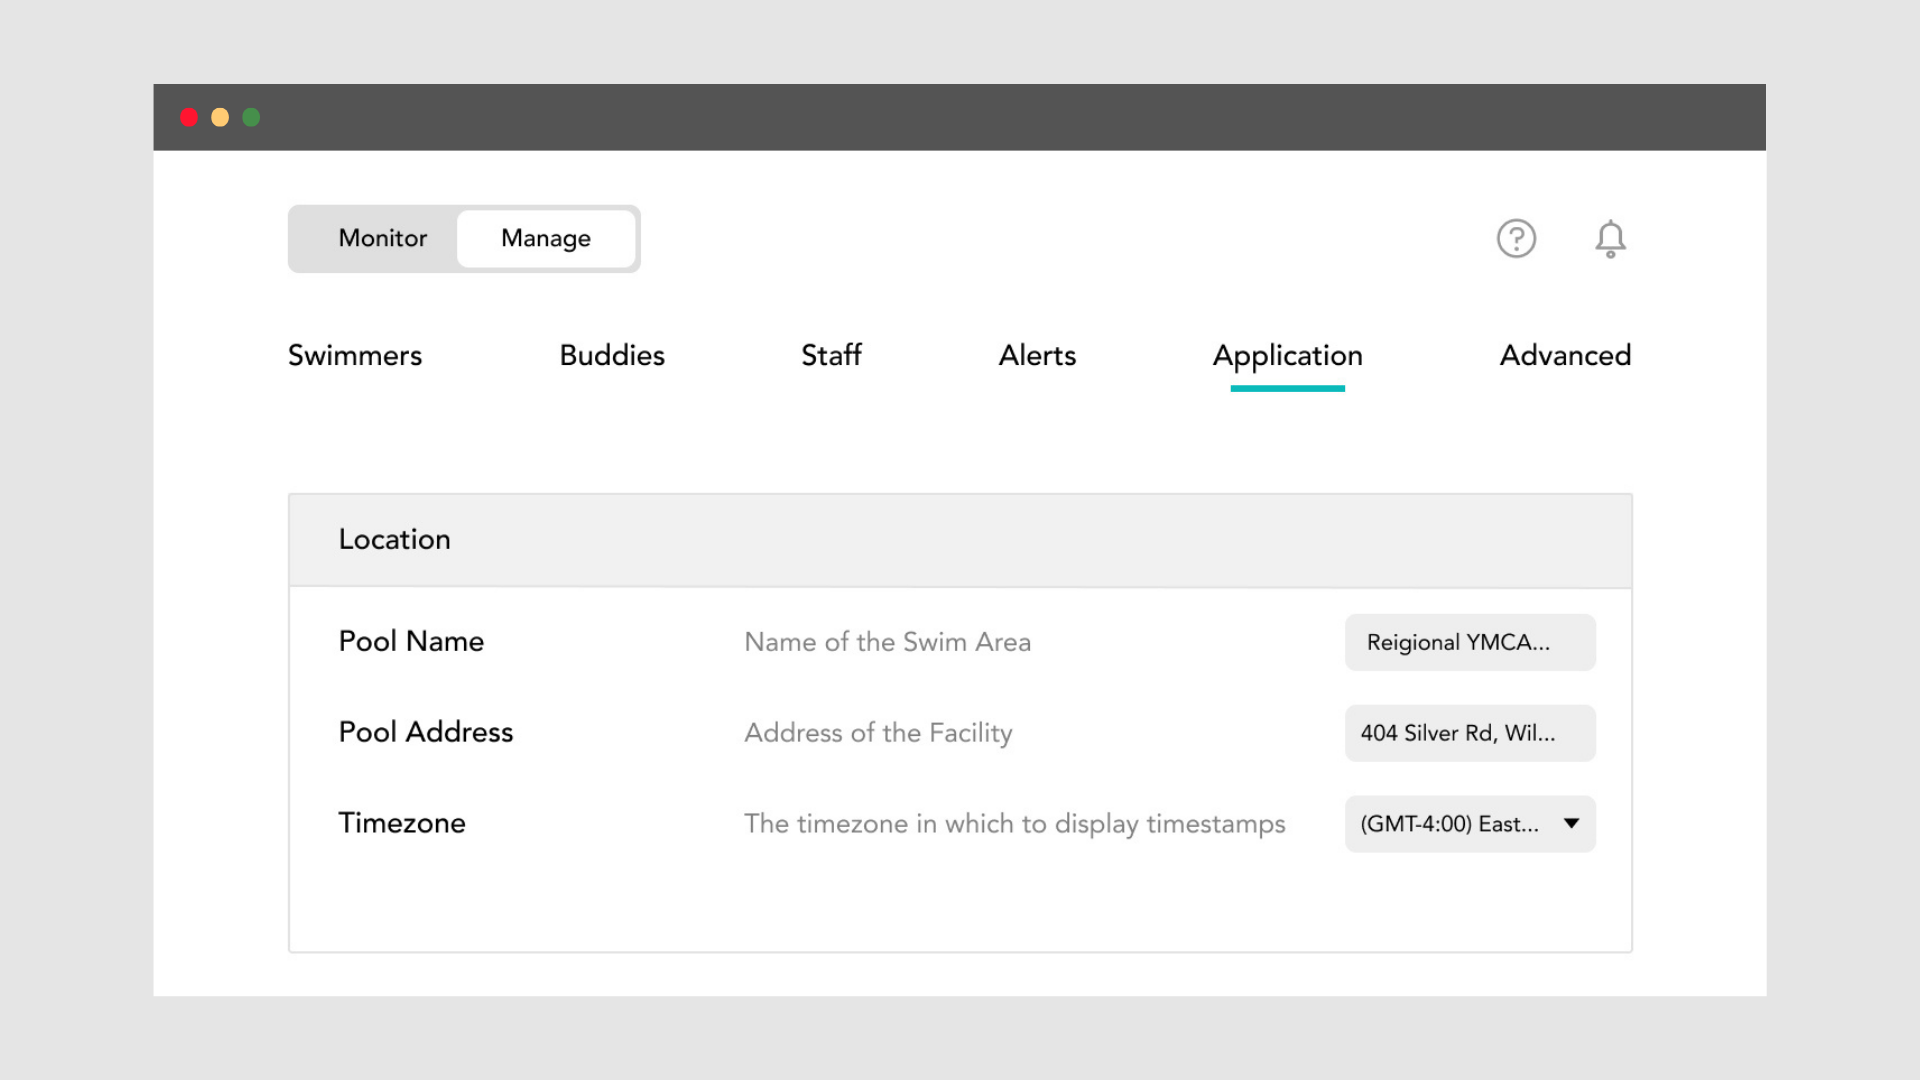 Monitor Manage
Swimmers Buddies Staff Alerts Application Advanced
Location
Pool Name Name of the Swim Area Reigional YMCA...
Pool Address Address of the Facility 404 Silver Rd, Wil...
Timezone The timezone in which to display timestamps (GMT-4:00) East...